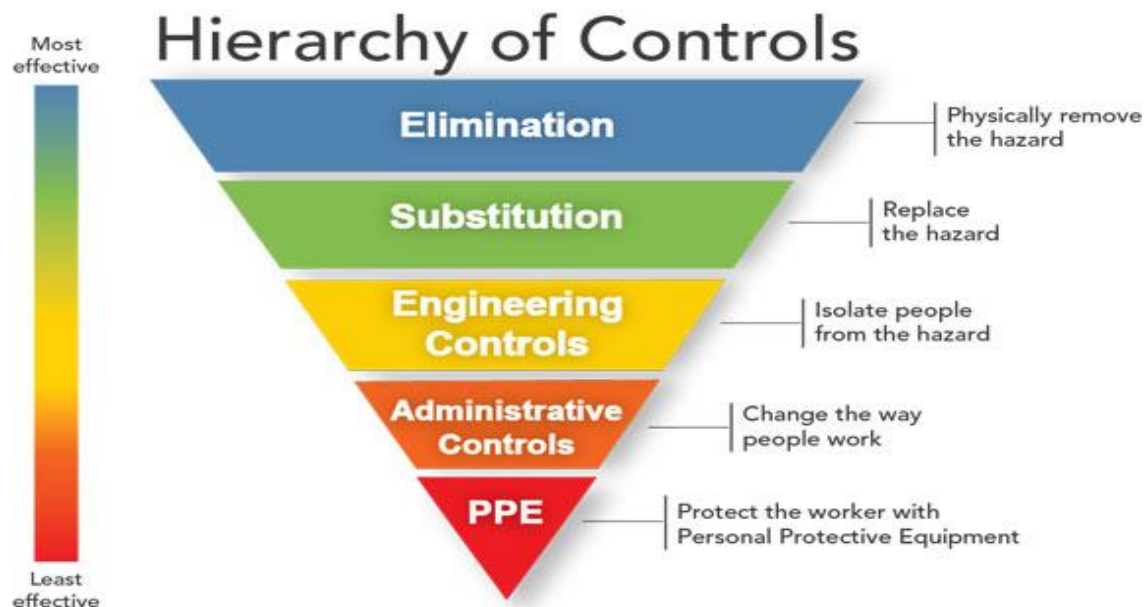 Hierarchy of Controls
Most
effective
Elimination
Physically remove
the hazard
Substitution
Replace
the hazard
Engineering
Controls
Isolate people
from the hazard
Administrative
Controls
Change the way
people work
PPE
Protect the worker with
Personal Protective Equipment
Least
effective